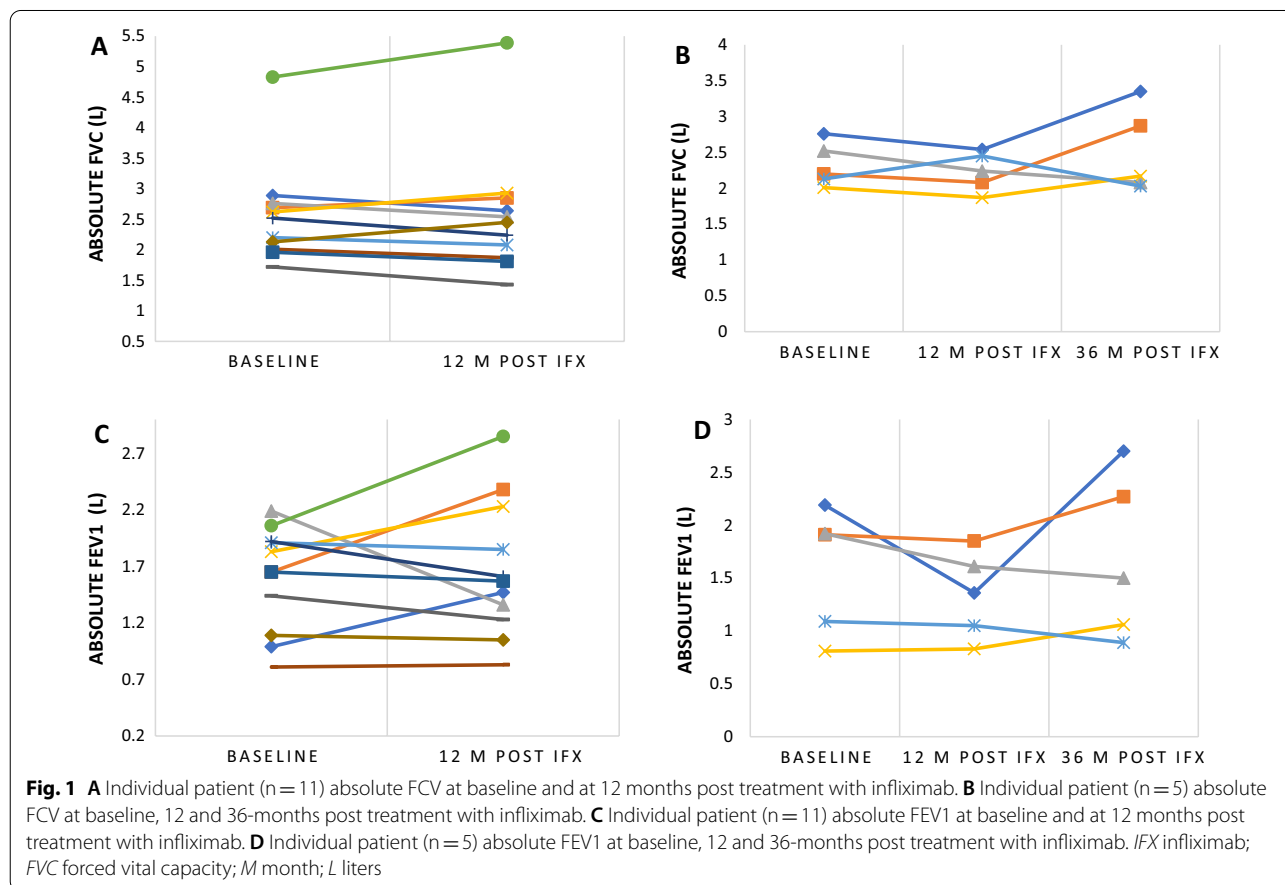 A
ABSOLUTE FVC (L)
5.5
5
4.5
4
3.5
3
2.5
2
1.5
1
0.5
BASELINE 12 M POST IFX
B
ABSOLUTE FVC (L)
4
3.5
3
2.5
2
1.5
1
0.5
0
BASELINE 12 M POST IFX 36 M POST IFX
C
ABSOLUTE FEV1 (L)
2.7
2.2
1.7
1.2
0.7
0.2
BASELINE 12 M POST IFX
D
ABSOLUTE FEV1 (L)
3
2.5
2
1.5
1
0.5
0
BASELINE 12 M POST IFX 36 M POST IFX
Fig. 1 A Individual patient (n = 11) absolute FCV at baseline and at 12 months post treatment with infliximab. B Individual patient (n = 5) absolute
FCV at baseline, 12 and 36-months post treatment with infliximab. C Individual patient (n = 11) absolute FEV1 at baseline and at 12 months post
treatment with infliximab. D Individual patient (n = 5) absolute FEV1 at baseline, 12 and 36-months post treatment with infliximab. IFX infliximab;
FVC forced vital capacity; M month; L liters